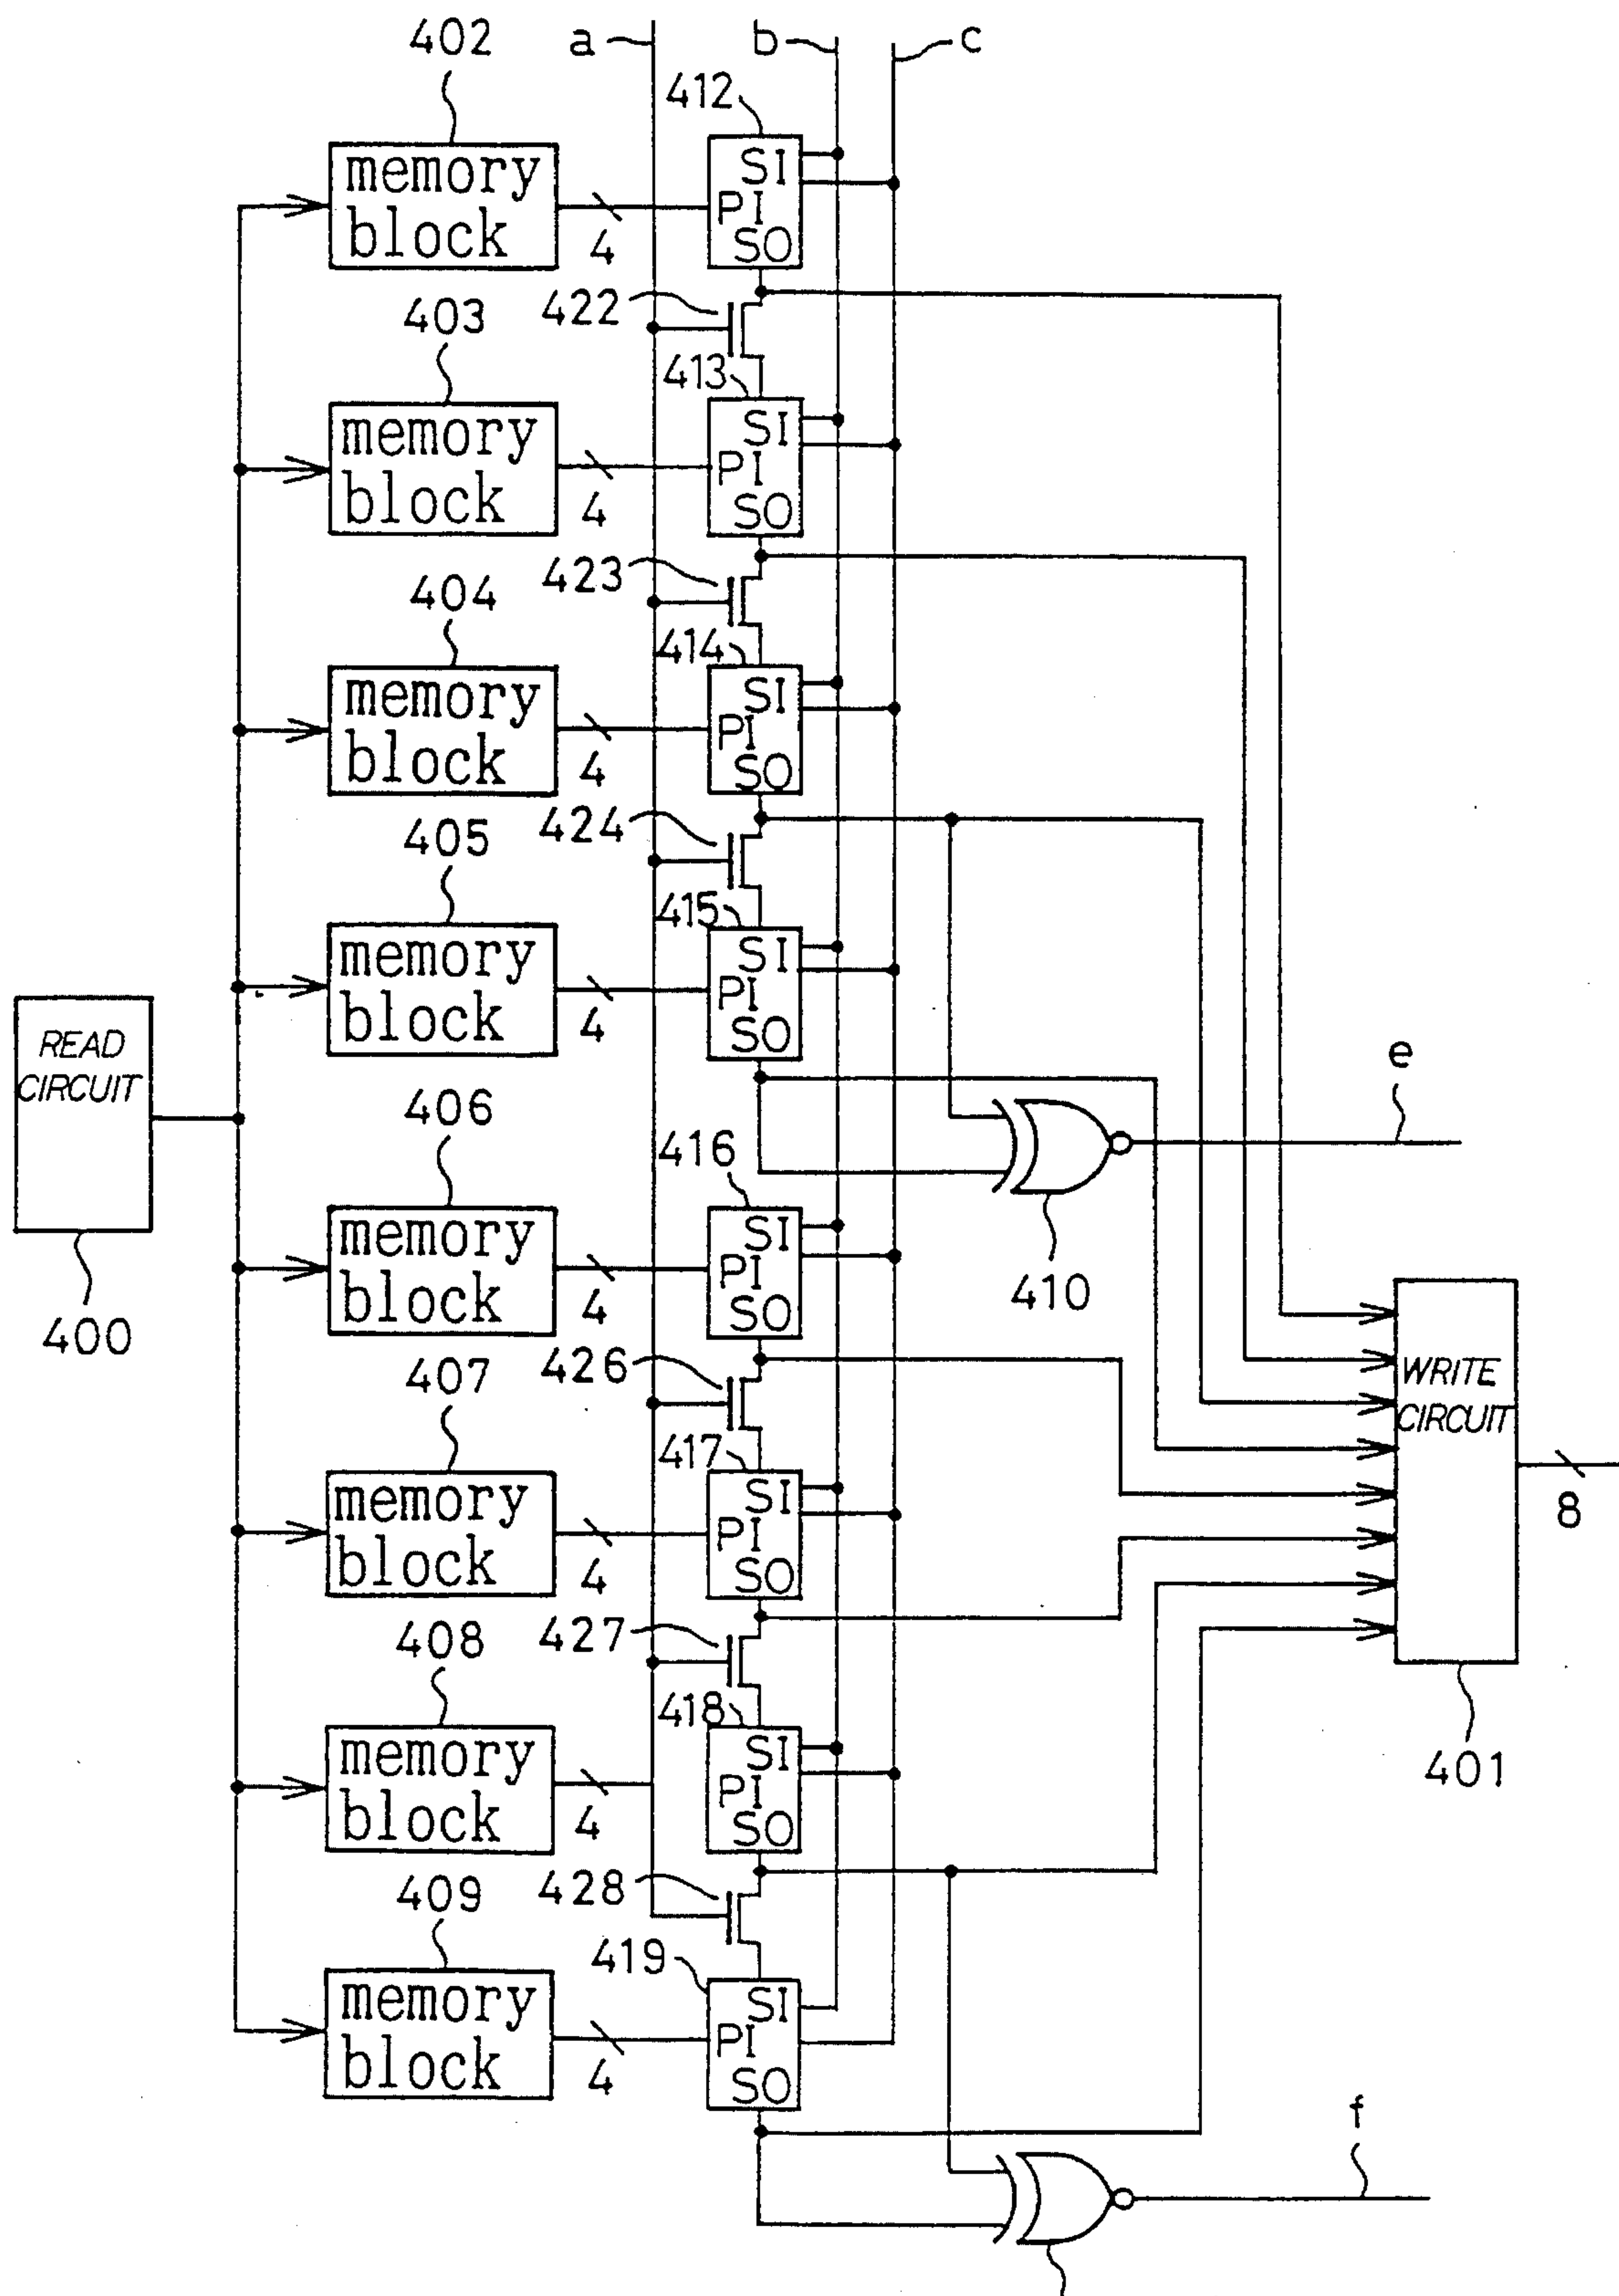 402
a
b
c
412
memory
block
4
SI
PI
SO
422
403
413
memory
block
4
SI
PI
SO
423
404
414
memory
block
4
SI
PI
SO
424
405
415
memory
block
4
SI
PI
SO
READ
CIRCUIT
400
e
410
406
416
memory
block
4
SI
PI
SO
426
WRITE
CIRCUIT
8
401
407
417
memory
block
4
SI
PI
SO
427
408
418
memory
block
4
SI
PI
SO
428
409
419
memory
block
4
SI
PI
SO
f